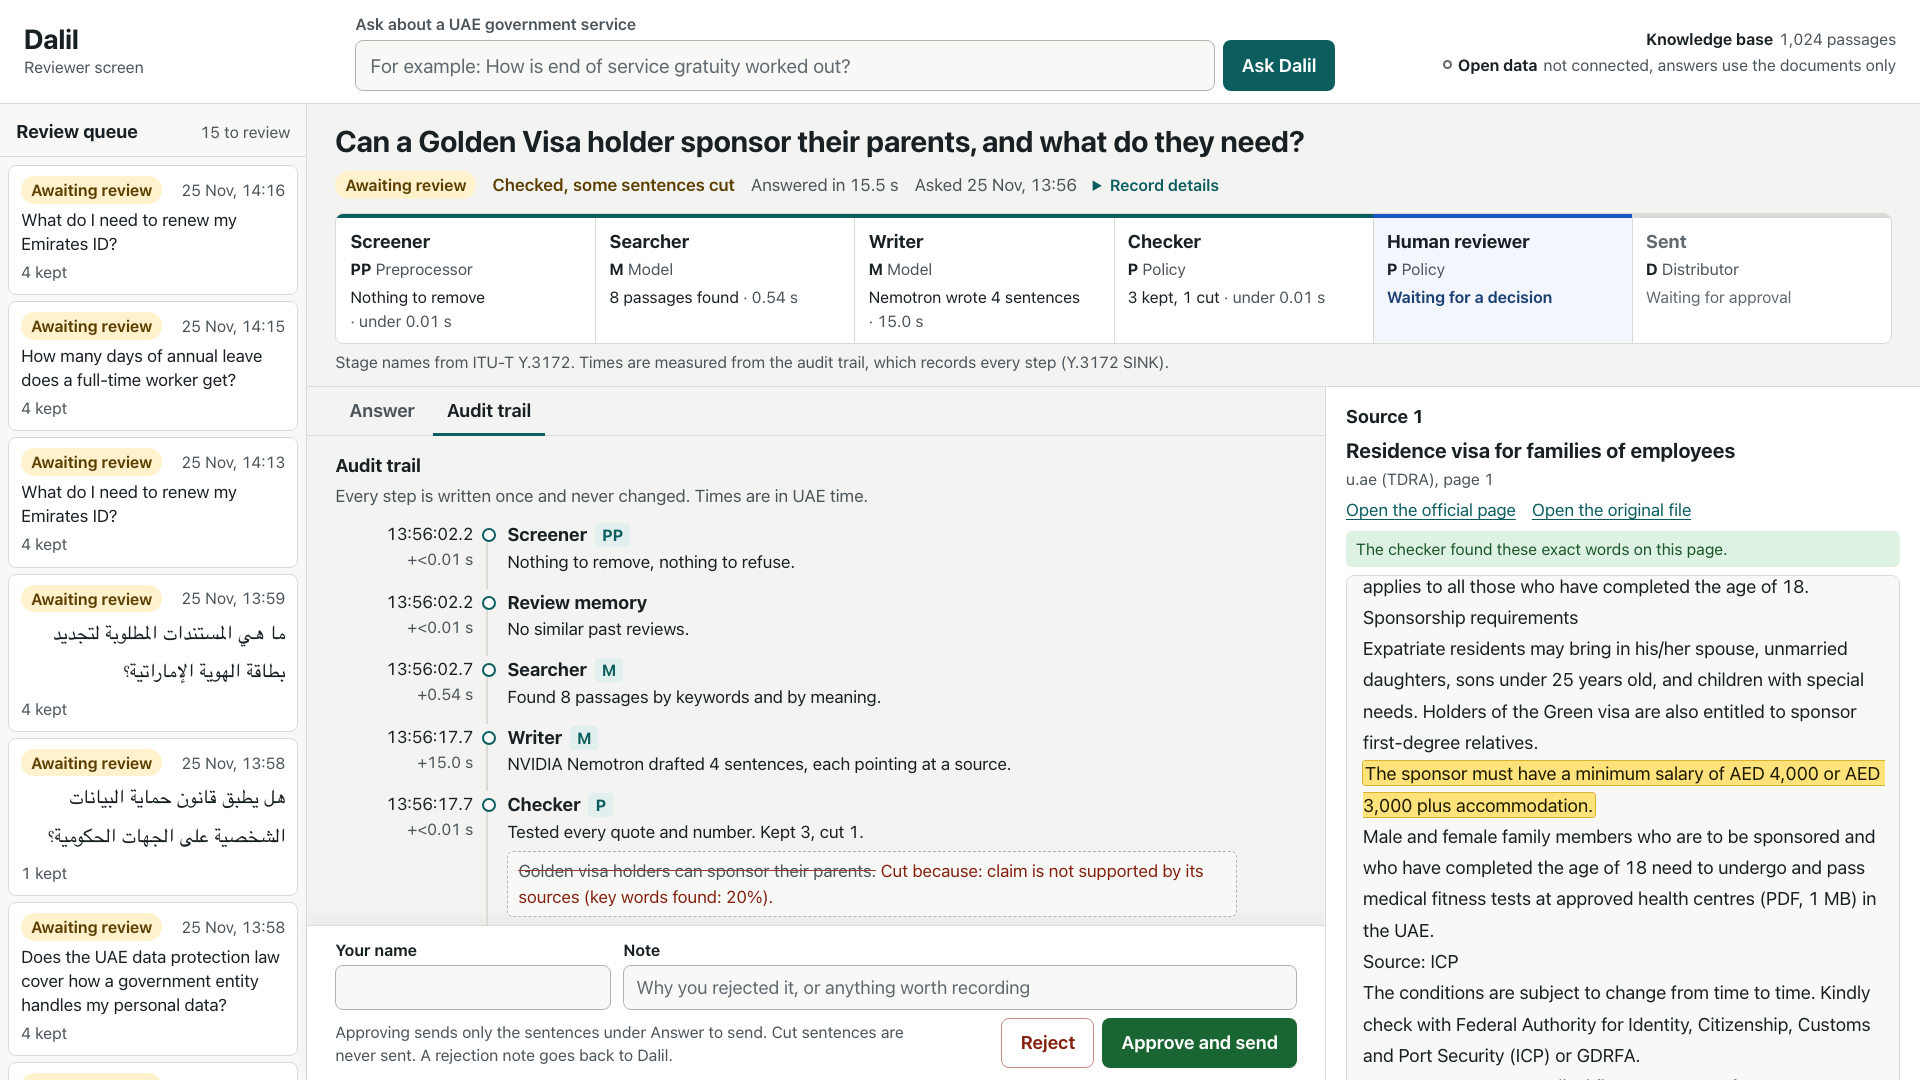 Dalil
Reviewer screen
Ask about a UAE government service
For example: How is end of service gratuity worked out?
Ask Dalil
Knowledge base 1,024 passages
Open data not connected, answers use the documents only
Review queue
15 to review
Awaiting review
25 Nov, 14:16
What do I need to renew my
Emirates ID?
4 kept
Awaiting review
25 Nov, 14:15
How many days of annual leave
does a full-time worker get?
4 kept
Awaiting review
25 Nov, 14:13
What do I need to renew my
Emirates ID?
4 kept
Awaiting review
25 Nov, 13:59
ما هي المستندات المطلوبة لتجديد
بطاقة الهوية الإماراتية؟
4 kept
Awaiting review
25 Nov, 13:58
هل يطبق قانون حماية البيانات
الشخصية على الجهات الحكومية؟
1 kept
Awaiting review
25 Nov, 13:58
Does the UAE data protection law
cover how a government entity
handles my personal data?
4 kept
Can a Golden Visa holder sponsor their parents, and what do they need?
Awaiting review
Checked, some sentences cut
Answered in 15.5 s
Asked 25 Nov, 13:56
Record details
Screener
PP Preprocessor
Nothing to remove
· under 0.01 s
Searcher
M Model
8 passages found · 0.54 s
Writer
M Model
Nemotron wrote 4 sentences
· 15.0 s
Checker
P Policy
3 kept, 1 cut · under 0.01 s
Human reviewer
P Policy
Waiting for a decision
Sent
D Distributor
Waiting for approval
Stage names from ITU-T Y.3172. Times are measured from the audit trail, which records every step (Y.3172 SINK).
Answer
Audit trail
Audit trail
Every step is written once and never changed. Times are in UAE time.
13:56:02.2
+<0.01 s
Screener PP
Nothing to remove, nothing to refuse.
13:56:02.2
+<0.01 s
Review memory
No similar past reviews.
13:56:02.7
+0.54 s
Searcher M
Found 8 passages by keywords and by meaning.
13:56:17.7
+15.0 s
Writer M
NVIDIA Nemotron drafted 4 sentences, each pointing at a source.
13:56:17.7
+<0.01 s
Checker P
Tested every quote and number. Kept 3, cut 1.
Golden visa holders can sponsor their parents. Cut because: claim is not supported by its
sources (key words found: 20%).
Your name
Note
Why you rejected it, or anything worth recording
Approving sends only the sentences under Answer to send. Cut sentences are
never sent. A rejection note goes back to Dalil.
Reject
Approve and send
Source 1
Residence visa for families of employees
u.ae (TDRA), page 1
Open the official page
Open the original file
The checker found these exact words on this page.
applies to all those who have completed the age of 18.
Sponsorship requirements
Expatriate residents may bring in his/her spouse, unmarried
daughters, sons under 25 years old, and children with special
needs. Holders of the Green visa are also entitled to sponsor
first-degree relatives.
The sponsor must have a minimum salary of AED 4,000 or AED
3,000 plus accommodation.
Male and female family members who are to be sponsored and
who have completed the age of 18 need to undergo and pass
medical fitness tests at approved health centres (PDF, 1 MB) in
the UAE.
Source: ICP
The conditions are subject to change from time to time. Kindly
check with Federal Authority for Identity, Citizenship, Customs
and Port Security (ICP) or GDRFA.